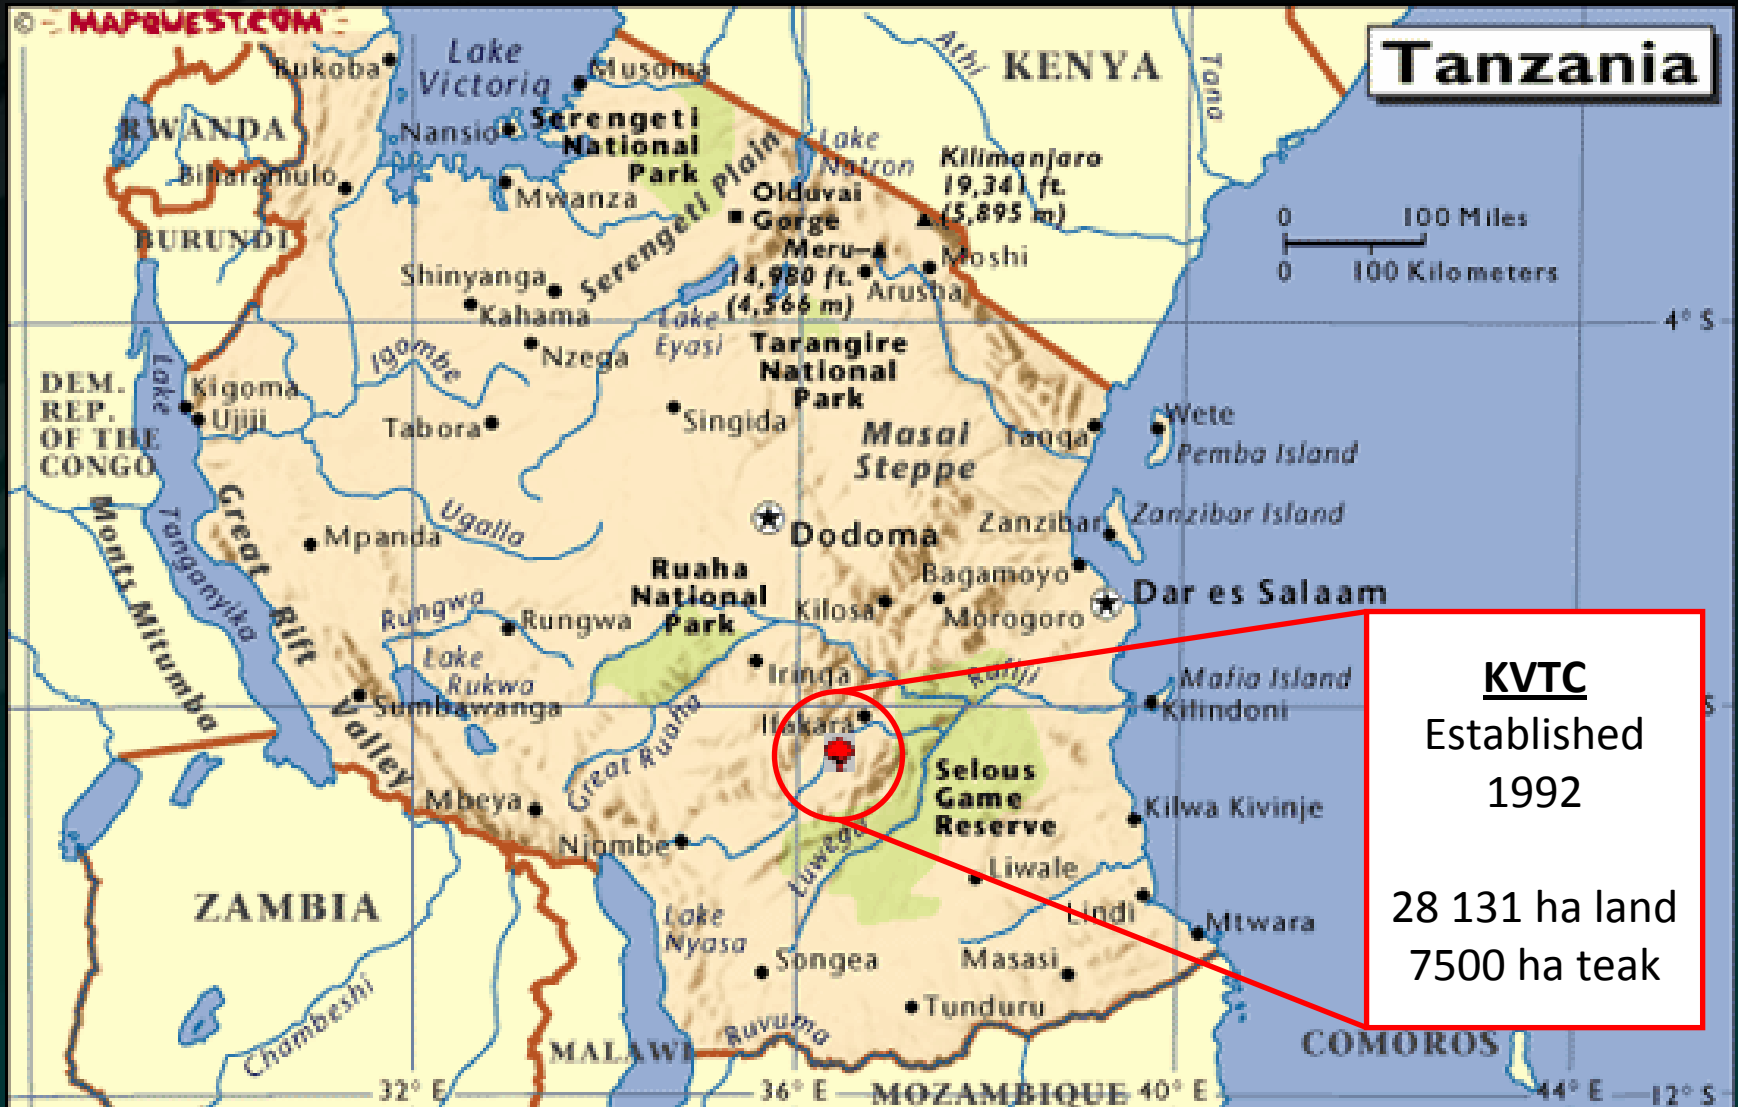 © MAPQUEST.COM
Tanzania
Lake
Victoria
KENYA
Athi
Tana
Bukoba
Musoma
RWANDA
Nansio
Serengeti
National
Park
Lake
Natron
Kilimanjaro
19,341 ft.
(5,895 m)
Biharamulo
Mwanza
Serengeti Plain
Olduvai
Gorge
0 100 Miles
0 100 Kilometers
BURUNDI
Meru
14,980 ft.
(4,566 m)
Moshi
Arusha
Shinyanga
Kahama
Lake
Eyasi
4° S
Nzega
Igombe
Tarangire
National
Park
DEM.
REP.
OF THE
CONGO
Lake
Tanganyika
Kigoma
Ujiji
Tabora
Singida
Masai
Steppe
Tanga
Wete
Pemba Island
Great Rift Valley
Monts Mitumba
Ugalla
Mpanda
Dodoma
Zanzibar
Zanzibar Island
Bagamoyo
Dar es Salaam
Ruaha
National
Park
Kilosa
Morogoro
Rungwa
Rungwa
Iringa
Rufiji
Mafia Island
Kilindoni
S
Lake
Rukwa
Sumbawanga
Great Ruaha
Ifakara
KVTC
Established
1992
28 131 ha land
7500 ha teak
Selous
Game
Reserve
Mbeya
Njombe
Luwegu
Kilwa Kivinje
Liwale
Lindi
Mtwara
ZAMBIA
Lake
Nyasa
Songea
Masasi
Tunduru
Chambeshi
Ruvuma
MALAWI
MOZAMBIQUE
COMOROS
32° E
36° E
40° E
44° E
12° S